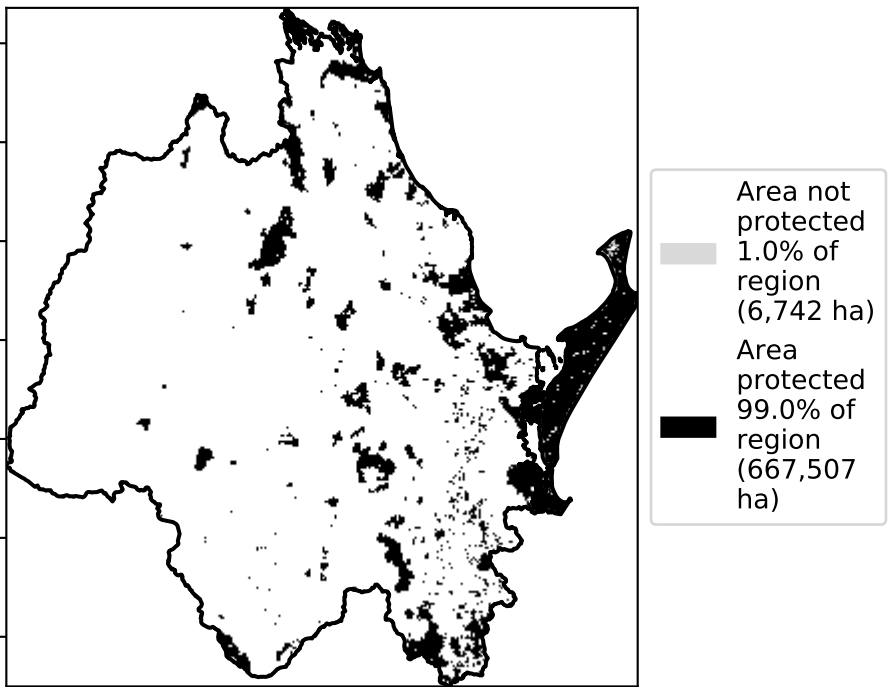 Area not
protected
1.0% of
region
(6,742 ha)
Area
protected
99.0% of
region
(667,507
ha)